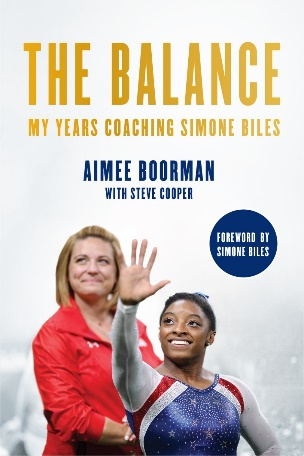 THE BALANCE
MY YEARS COACHING SIMONE BILES
AIMEE BOORMAN
WITH STEVE COOPER
FOREWORD BY
SIMONE BILES